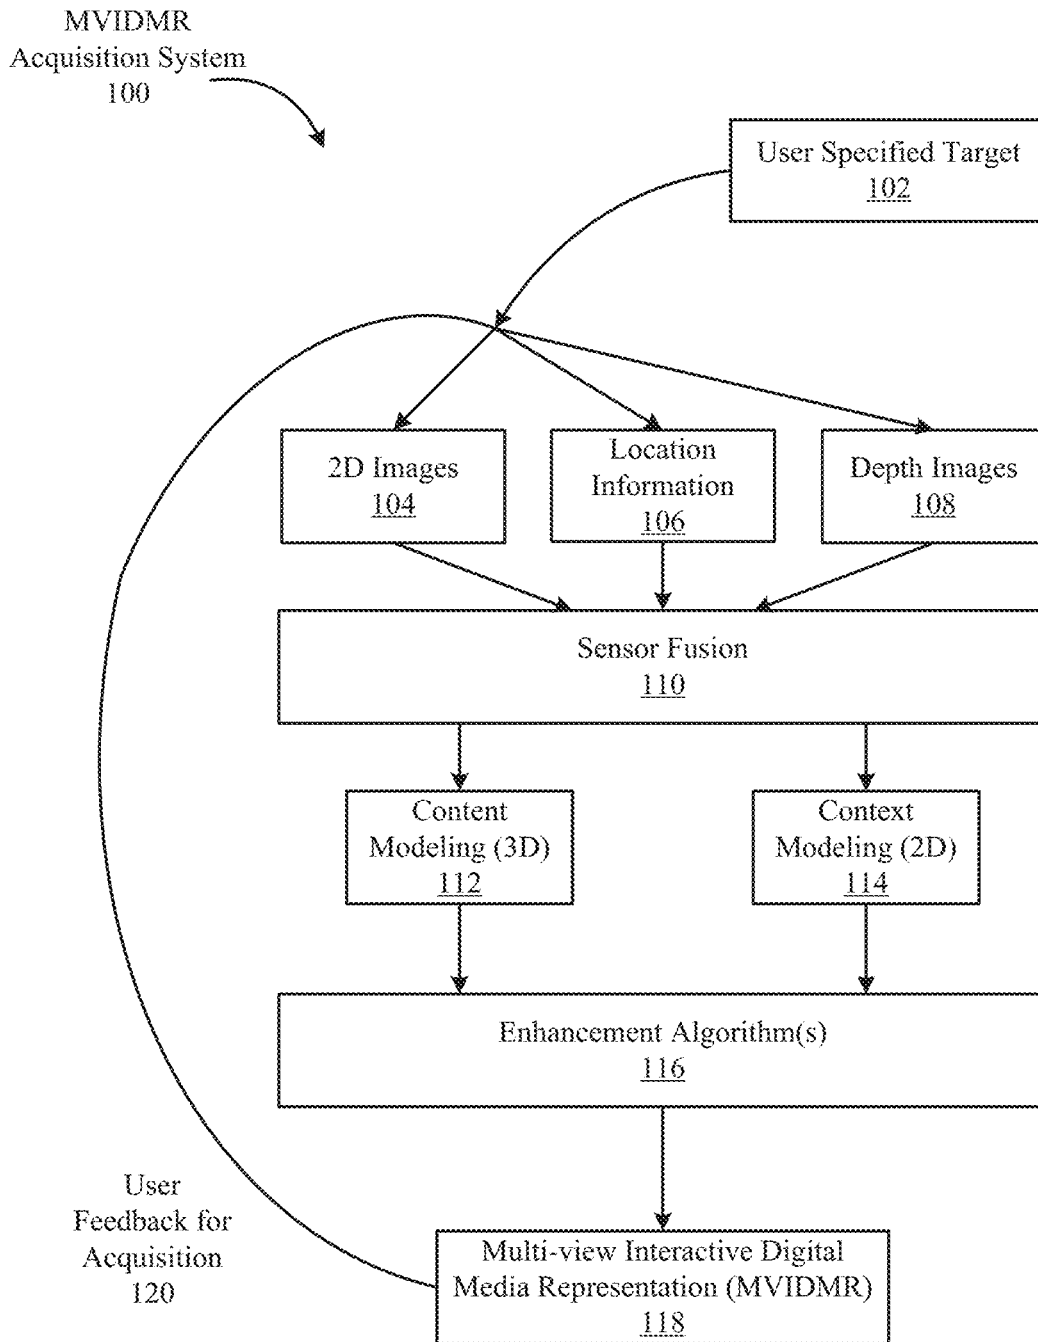 MVIDMR
Acquisition System
100
User Specified Target
102
2D Images
104
Location
Information
106
Depth Images
108
Sensor Fusion
110
Content
Modeling (3D)
112
Context
Modeling (2D)
114
Enhancement Algorithm(s)
116
User
Feedback for
Acquisition
120
Multi-view Interactive Digital
Media Representation (MVIDMR)
118